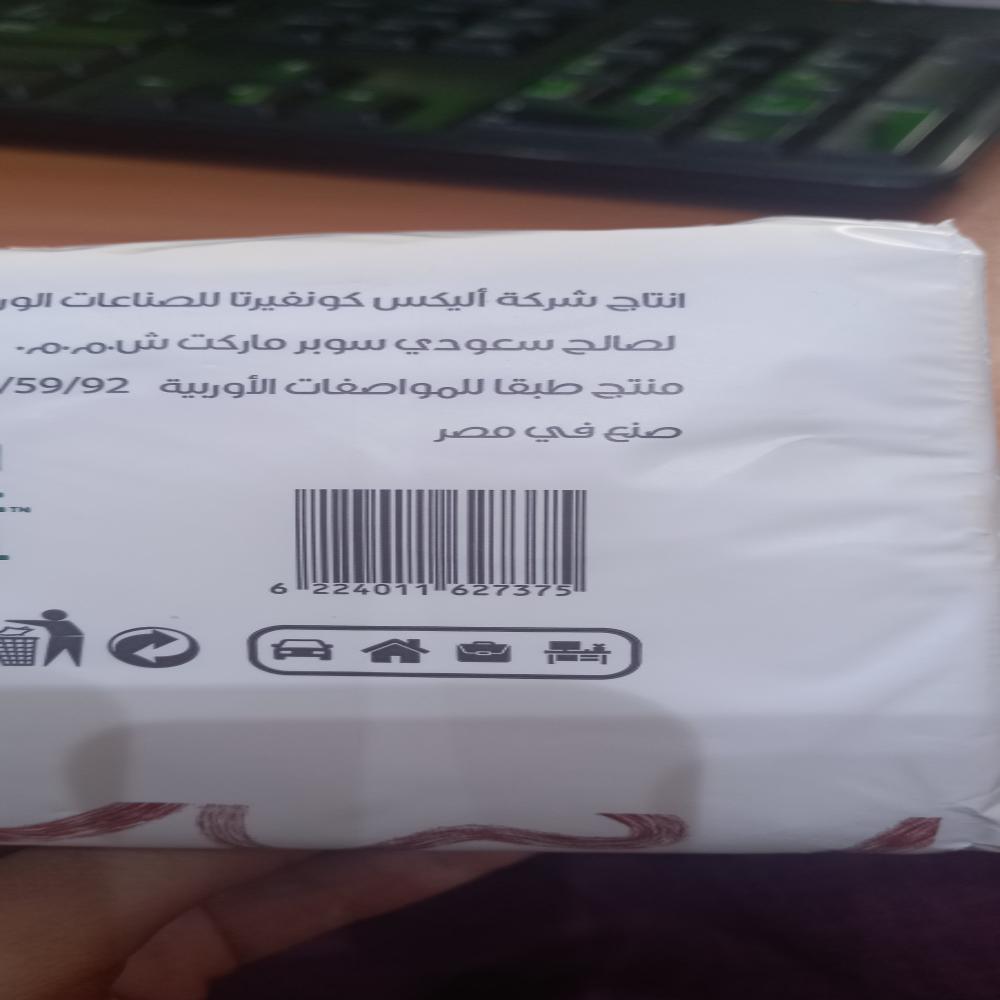 انتاج شركة أليكس كونفيرتا للصناعات
لصالح سعودي سوبر ماركت ش.م.م.
منتج طبقا للمواصفات الأوربية 59/92/
صنع في مصر
6 224011 627375
TM